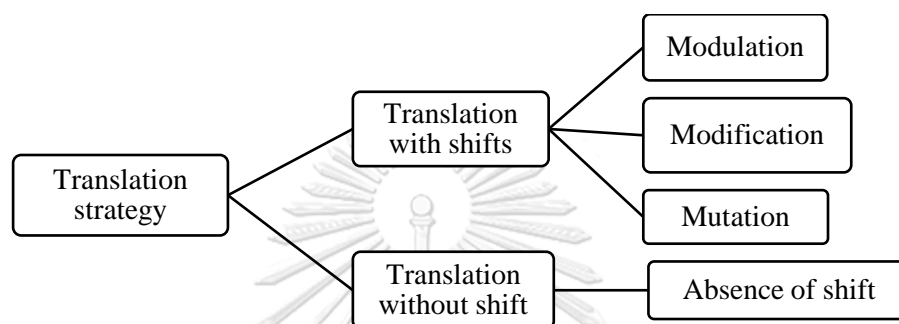 Modulation
Translation
with shifts
Modification
Translation
strategy
Mutation
Translation
without shift
Absence of shift